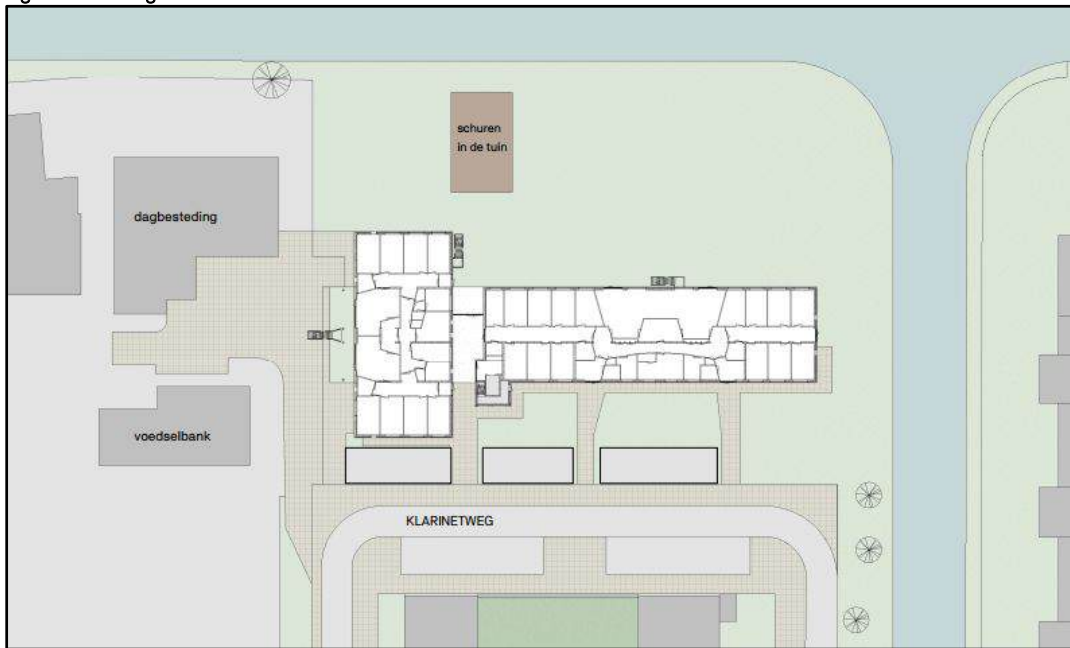 schuren
in de tuin
dagbesteding
voedselbank
KLARINETWEG